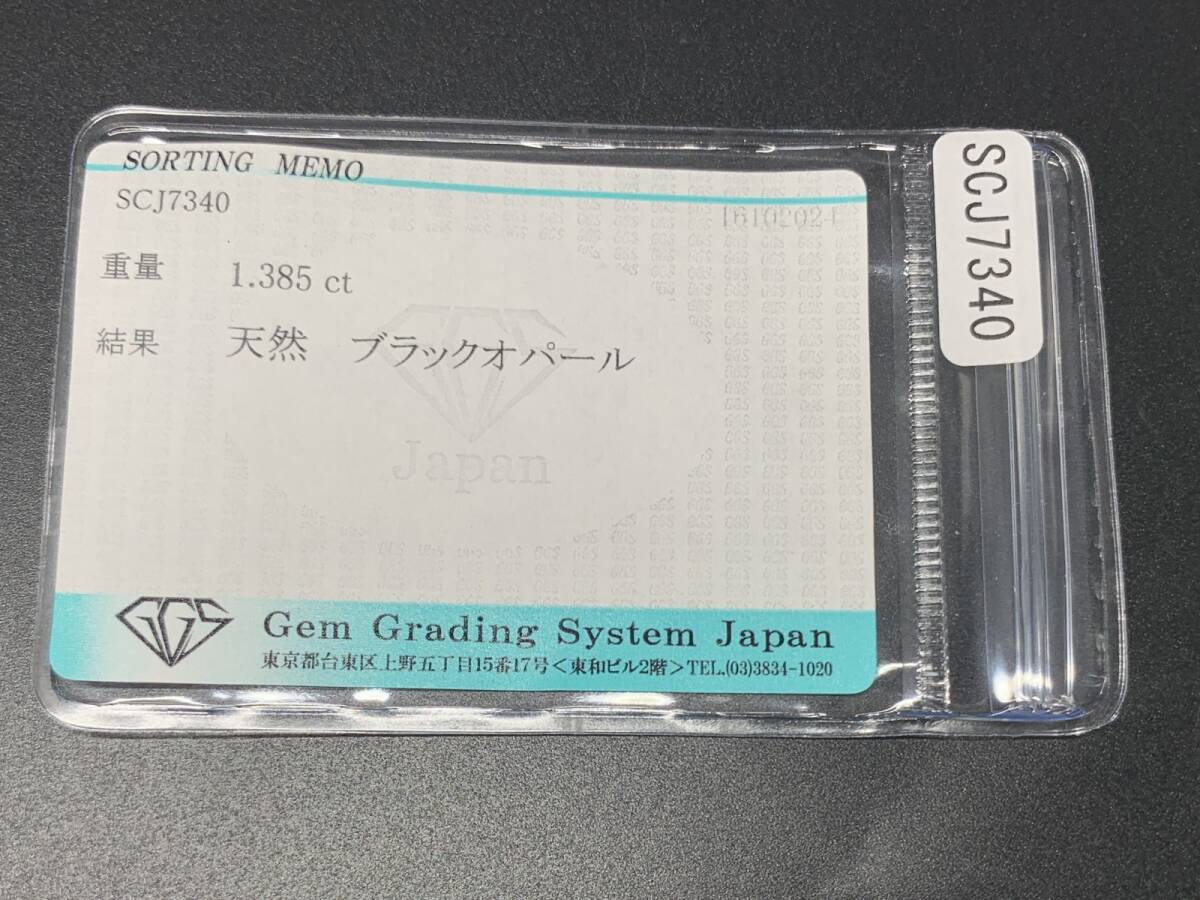 SORTING MEMO
SCJ7340
16102024
重量 1.385 ct
結果 天然 ブラックオパール
Japan
GGS
Gem Grading System Japan
東京都台東区上野五丁目15番17号＜東和ビル2階＞TEL.(03)3834-1020
SCJ7340